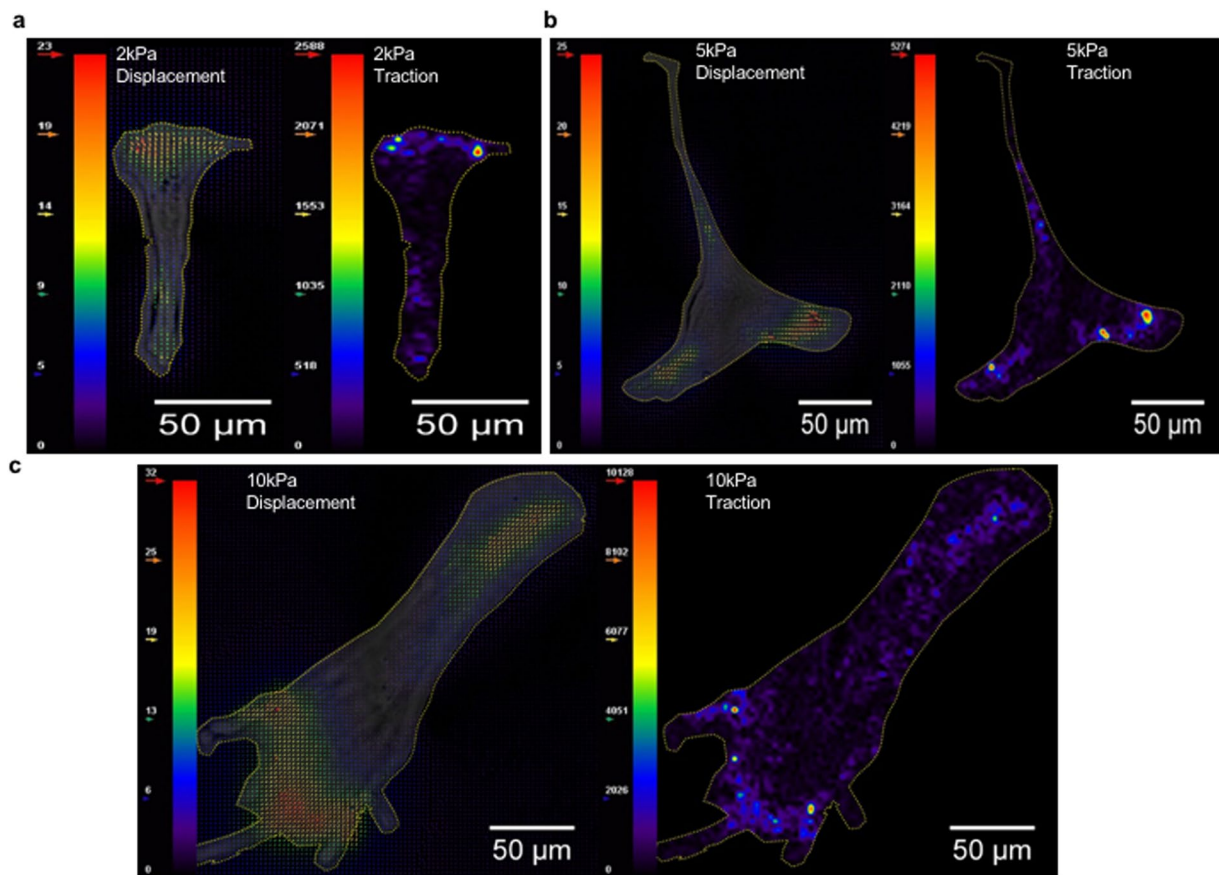 a
b
23
2kPa
Displacement
19
14
9
5
0
50 µm
2588
2kPa
Traction
2071
1553
1035
518
0
50 µm
25
5kPa
Displacement
20
15
10
5
0
50 µm
5274
5kPa
Traction
4219
3164
2110
1055
0
50 µm
c
32
10kPa
Displacement
25
19
13
6
0
50 µm
10128
10kPa
Traction
8102
6077
4051
2026
0
50 µm